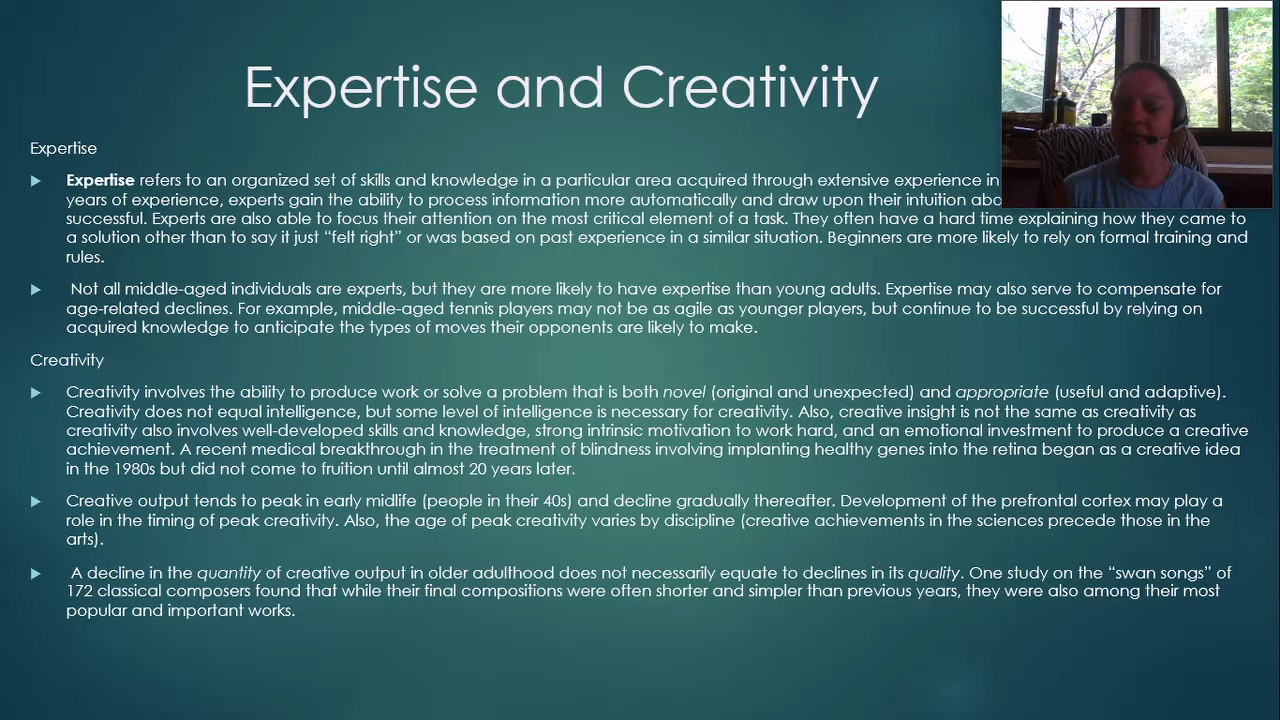 Expertise and Creativity
Expertise
Expertise refers to an organized set of skills and knowledge in a particular area acquired through extensive experience in
years of experience, experts gain the ability to process information more automatically and draw upon their intuition abo
successful. Experts are also able to focus their attention on the most critical element of a task. They often have a hard time explaining how they came to
a solution other than to say it just “felt right” or was based on past experience in a similar situation. Beginners are more likely to rely on formal training and
rules.
Not all middle-aged individuals are experts, but they are more likely to have expertise than young adults. Expertise may also serve to compensate for
age-related declines. For example, middle-aged tennis players may not be as agile as younger players, but continue to be successful by relying on
acquired knowledge to anticipate the types of moves their opponents are likely to make.
Creativity
Creativity involves the ability to produce work or solve a problem that is both novel (original and unexpected) and appropriate (useful and adaptive).
Creativity does not equal intelligence, but some level of intelligence is necessary for creativity. Also, creative insight is not the same as creativity as
creativity also involves well-developed skills and knowledge, strong intrinsic motivation to work hard, and an emotional investment to produce a creative
achievement. A recent medical breakthrough in the treatment of blindness involving implanting healthy genes into the retina began as a creative idea
in the 1980s but did not come to fruition until almost 20 years later.
Creative output tends to peak in early midlife (people in their 40s) and decline gradually thereafter. Development of the prefrontal cortex may play a
role in the timing of peak creativity. Also, the age of peak creativity varies by discipline (creative achievements in the sciences precede those in the
arts).
A decline in the quantity of creative output in older adulthood does not necessarily equate to declines in its quality. One study on the “swan songs” of
172 classical composers found that while their final compositions were often shorter and simpler than previous years, they were also among their most
popular and important works.